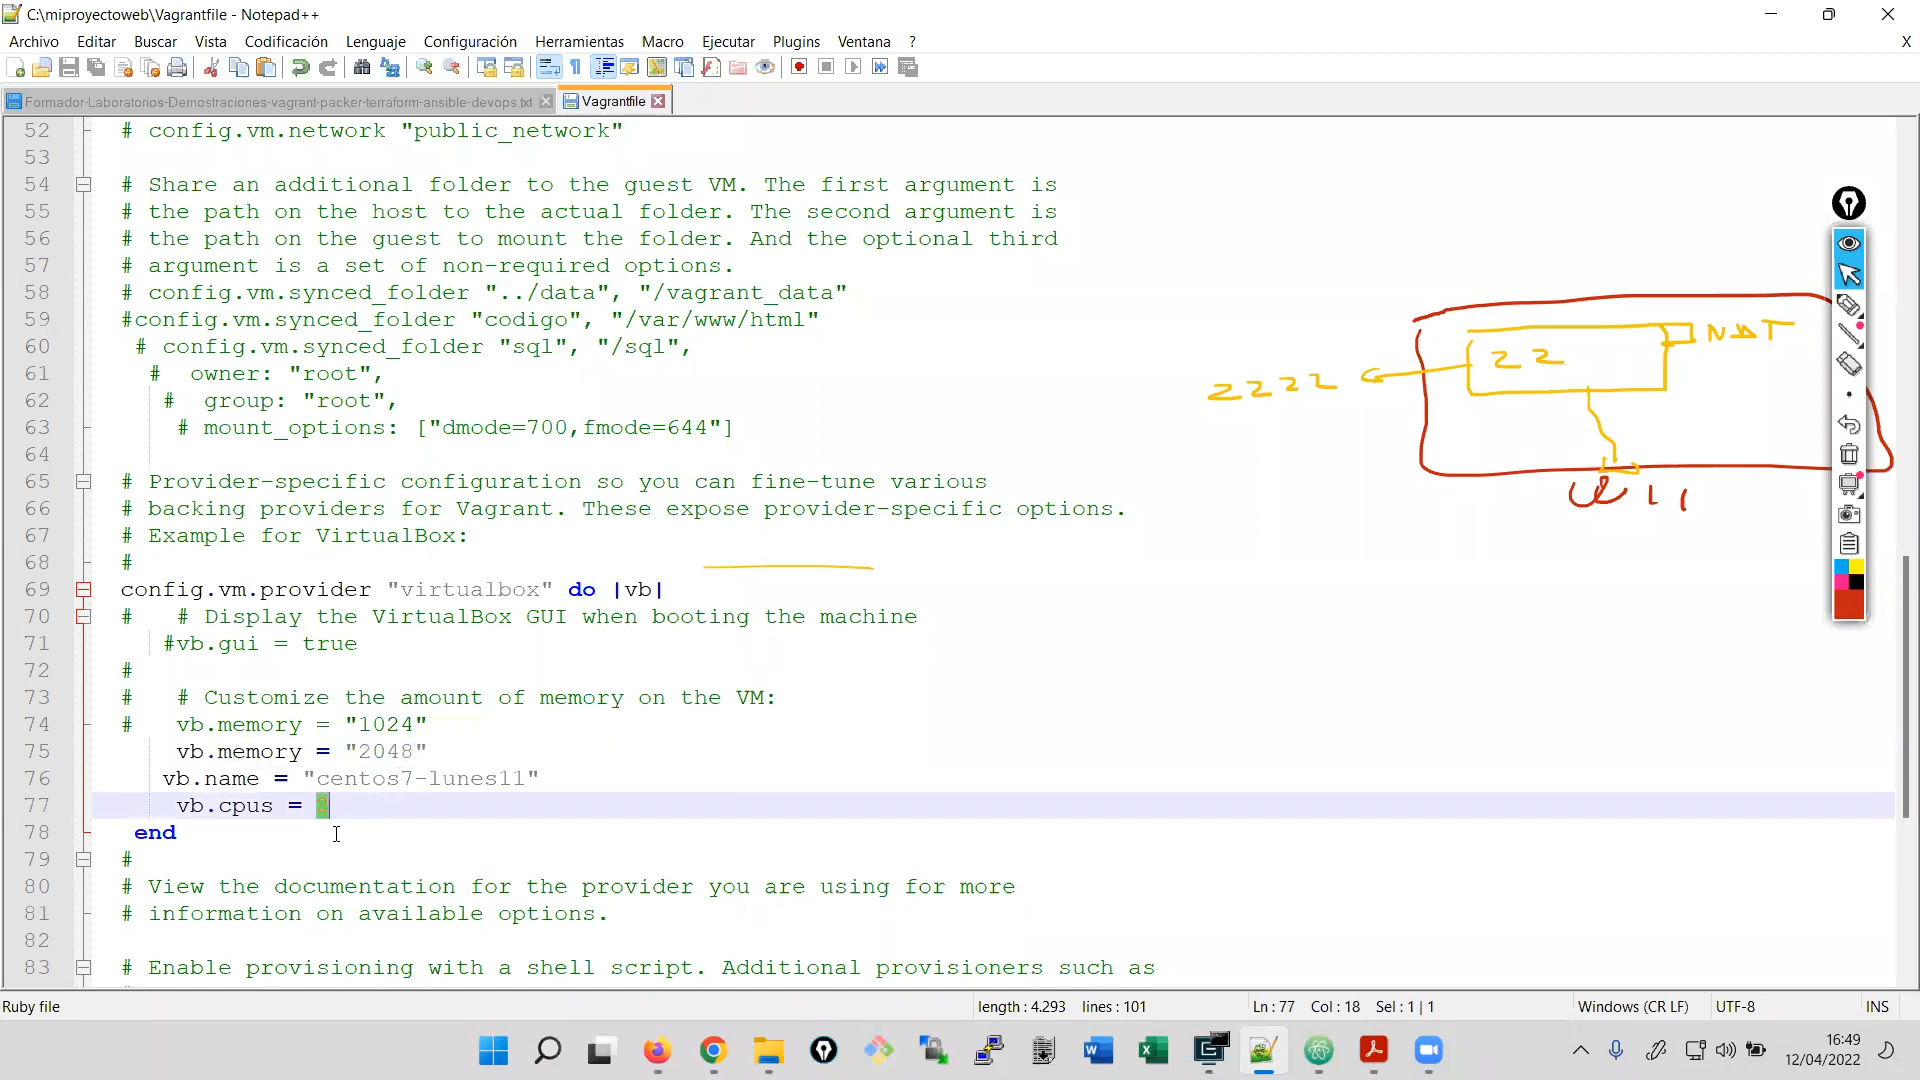 C:\miproyectoweb\Vagrantfile - Notepad++
Archivo Editar Buscar Vista Codificación Lenguaje Configuración Herramientas Macro Ejecutar Plugins Ventana ? X
Formador-Laboratorios-Demostraciones-vagrant-packer-terraform-ansible-devops.txt Vagrantfile
52 # config.vm.network "public_network"
53
54 # Share an additional folder to the guest VM. The first argument is
55 # the path on the host to the actual folder. The second argument is
56 # the path on the guest to mount the folder. And the optional third
57 # argument is a set of non-required options.
58 # config.vm.synced_folder "../data", "/vagrant_data"
59 #config.vm.synced_folder "codigo", "/var/www/html"
60 # config.vm.synced_folder "sql", "/sql",
61 # owner: "root",
62 # group: "root",
63 # mount_options: ["dmode=700,fmode=644"]
64
65 # Provider-specific configuration so you can fine-tune various
66 # backing providers for Vagrant. These expose provider-specific options.
67 # Example for VirtualBox:
68 #
69 config.vm.provider "virtualbox" do |vb|
70 # # Display the VirtualBox GUI when booting the machine
71 #vb.gui = true
72 #
73 # # Customize the amount of memory on the VM:
74 # vb.memory = "1024"
75 vb.memory = "2048"
76 vb.name = "centos7-lunes11"
77 vb.cpus = 2
78 end
79 #
80 # View the documentation for the provider you are using for more
81 # information on available options.
82
83 # Enable provisioning with a shell script. Additional provisioners such as
22
NAT
2222
Ruby file length : 4.293 lines : 101 Ln : 77 Col : 18 Sel : 1 | 1 Windows (CR LF) UTF-8 INS
16:49
12/04/2022